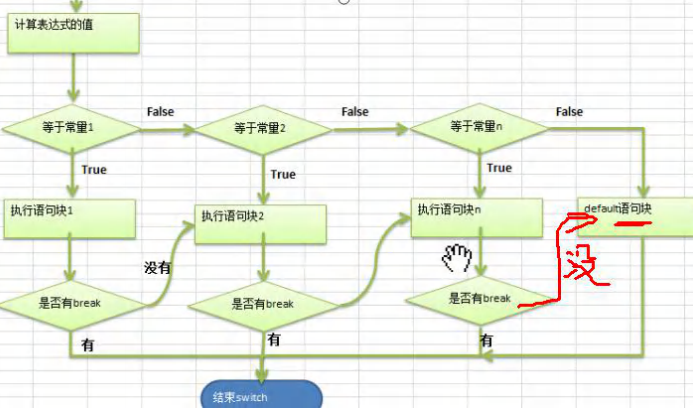 计算表达式的值
False
False
False
等于常量1
等于常量2
等于常量n
True
True
True
执行语句块1
执行语句块2
执行语句块n
default语句块
没有
没
是否有break
是否有break
是否有break
有
有
有
结束switch